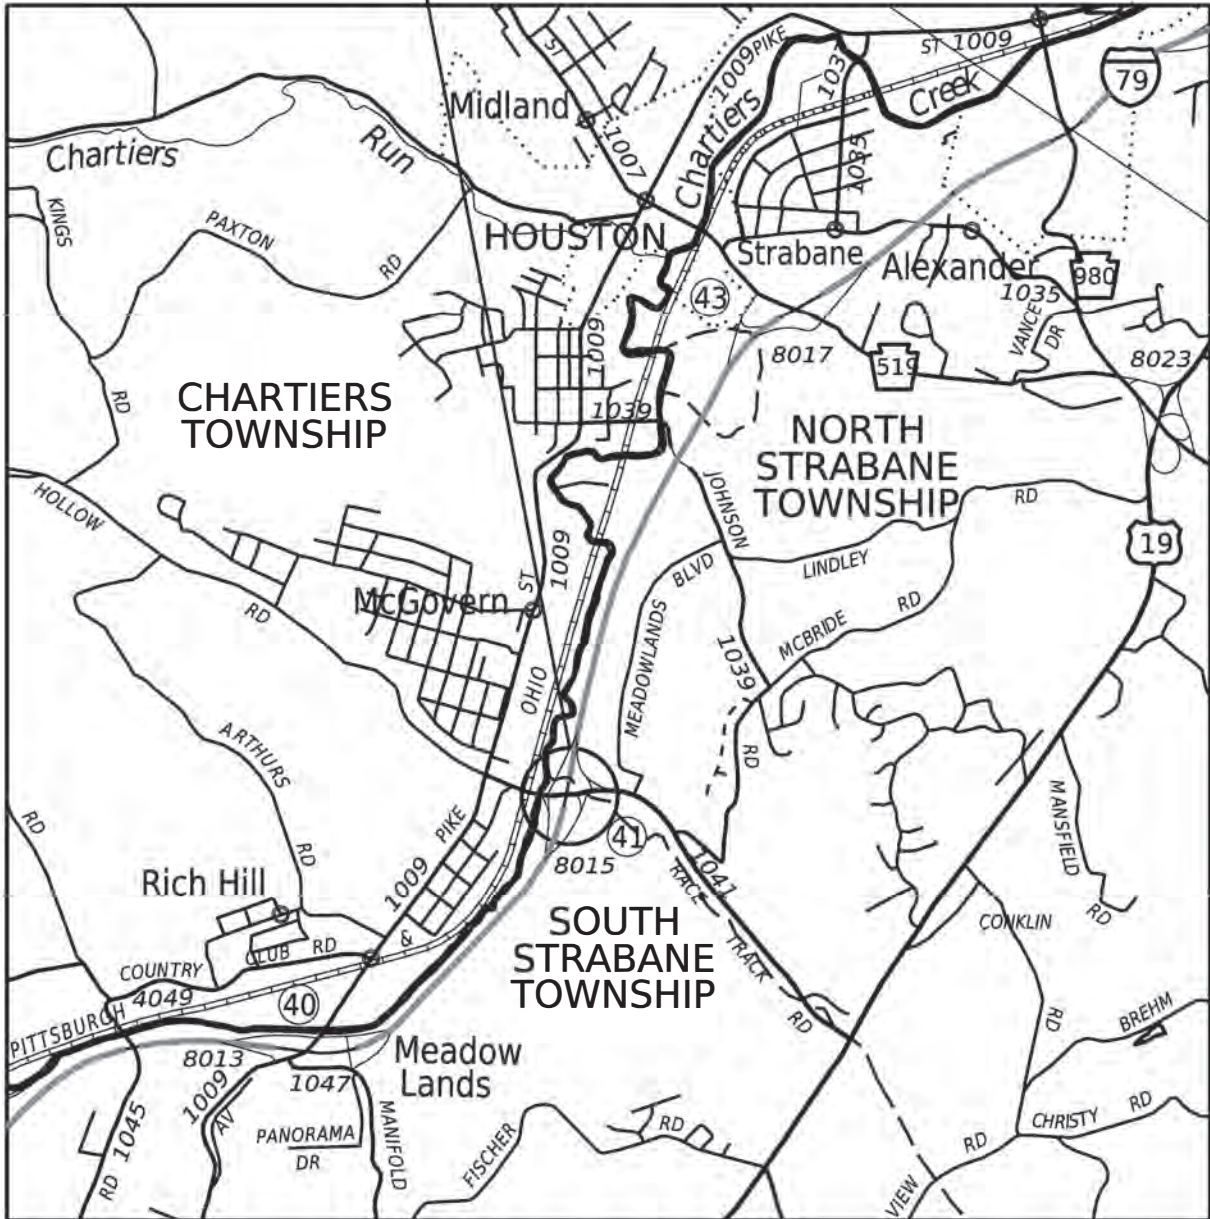 ST
1009
PIKE
ST 1009
1031
79
Midland
1007
Chartiers
Creek
Chartiers
Run
1035
KINGS
PAXTON
RD
HOUSTON
Strabane
Alexander
980
43
1035
1009
8017
VANCE
DR
8023
519
CHARTIERS
TOWNSHIP
RD
1039
NORTH
STRABANE
TOWNSHIP
RD
HOLLOW
JOHNSON
19
1009
BLVD
LINDLEY
ST
McGovern
RD
RD
MCBRIDE
MEADOWLANDS
1039
OHIO
ARTHURS
RD
MANSFIELD
RD
RD
PIKE
41
8015
1041
RACE
TRACK
RD
Rich Hill
1009
SOUTH
STRABANE
TOWNSHIP
RD
CONKLIN
&
CLUB RD
COUNTRY
4049
40
PITTSBURGH
RD
RD
BREHM
8013
Meadow
Lands
1009
AV
1047
1045
RD
PANORAMA
DR
MANIFOLD
FISCHER
RD
CHRISTY
RD
RD
VIEW